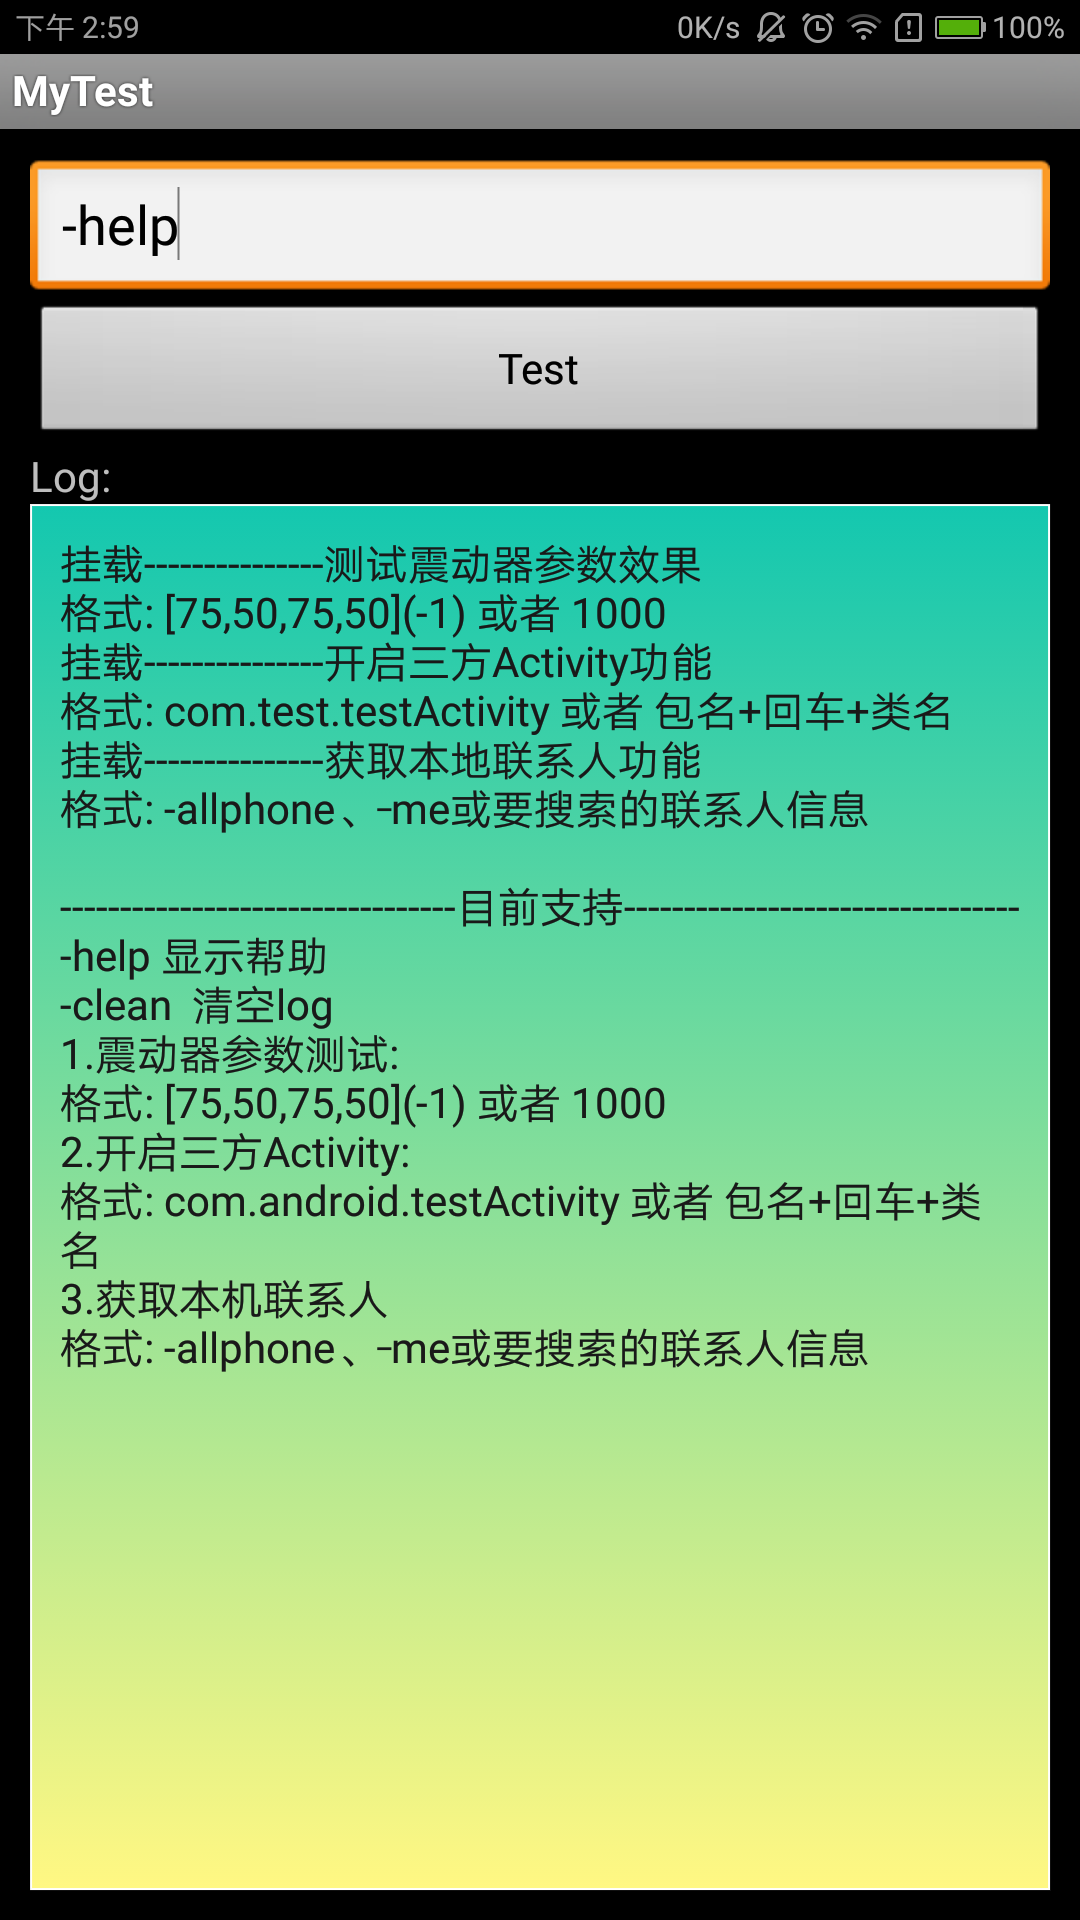 下午 2:59
0K/s
100%
MyTest
-help
Test
Log:
挂载---------------测试震动器参数效果
格式: [75,50,75,50](-1) 或者 1000
挂载---------------开启三方Activity功能
格式: com.test.testActivity 或者 包名+回车+类名
挂载---------------获取本地联系人功能
格式: -allphone、-me或要搜索的联系人信息
---------------------------------目前支持---------------------------------
-help 显示帮助
-clean  清空log
1.震动器参数测试:
格式: [75,50,75,50](-1) 或者 1000
2.开启三方Activity:
格式: com.android.testActivity 或者 包名+回车+类
名
3.获取本机联系人
格式: -allphone、-me或要搜索的联系人信息